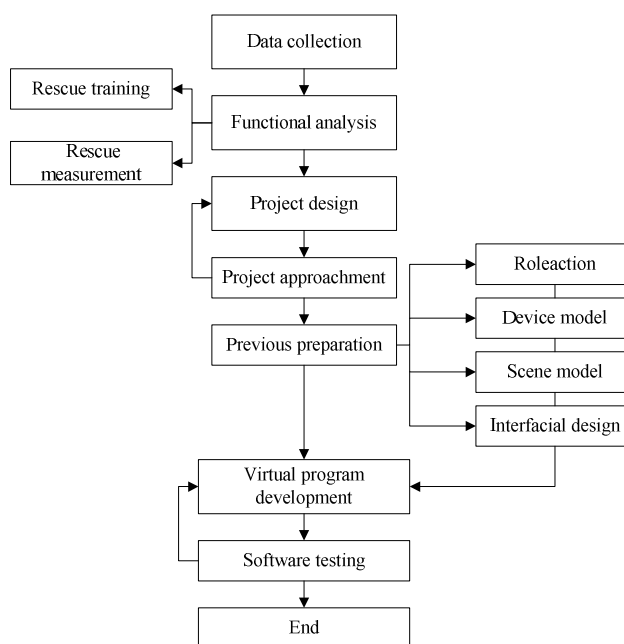 Data collection
Rescue training
Functional analysis
Rescue
measurement
Project design
Project approachment
Roleaction
Device model
Previous preparation
Scene model
Interfacial design
Virtual program
development
Software testing
End